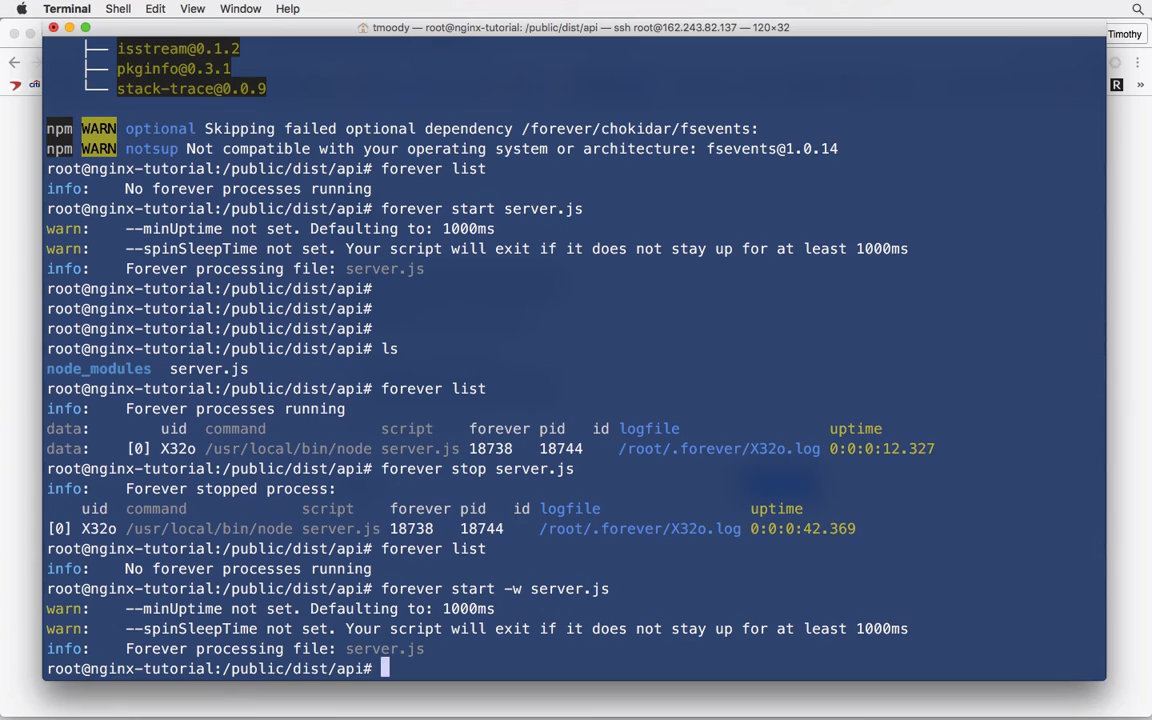 Terminal Shell Edit View Window Help
tmoody — root@nginx-tutorial: /public/dist/api — ssh root@162.243.82.137 — 120×32
Timothy
citi
R
»
├── isstream@0.1.2
├── pkginfo@0.3.1
└── stack-trace@0.0.9
npm WARN optional Skipping failed optional dependency /forever/chokidar/fsevents:
npm WARN notsup Not compatible with your operating system or architecture: fsevents@1.0.14
root@nginx-tutorial:/public/dist/api# forever list
info:    No forever processes running
root@nginx-tutorial:/public/dist/api# forever start server.js
warn:    --minUptime not set. Defaulting to: 1000ms
warn:    --spinSleepTime not set. Your script will exit if it does not stay up for at least 1000ms
info:    Forever processing file: server.js
root@nginx-tutorial:/public/dist/api#
root@nginx-tutorial:/public/dist/api#
root@nginx-tutorial:/public/dist/api#
root@nginx-tutorial:/public/dist/api# ls
node_modules  server.js
root@nginx-tutorial:/public/dist/api# forever list
info:    Forever processes running
data:        uid  command             script    forever pid   id logfile                 uptime
data:    [0] X32o /usr/local/bin/node server.js 18738   18744    /root/.forever/X32o.log 0:0:0:12.327
root@nginx-tutorial:/public/dist/api# forever stop server.js
info:    Forever stopped process:
    uid  command             script    forever pid   id logfile                 uptime
[0] X32o /usr/local/bin/node server.js 18738   18744    /root/.forever/X32o.log 0:0:0:42.369
root@nginx-tutorial:/public/dist/api# forever list
info:    No forever processes running
root@nginx-tutorial:/public/dist/api# forever start -w server.js
warn:    --minUptime not set. Defaulting to: 1000ms
warn:    --spinSleepTime not set. Your script will exit if it does not stay up for at least 1000ms
info:    Forever processing file: server.js
root@nginx-tutorial:/public/dist/api#